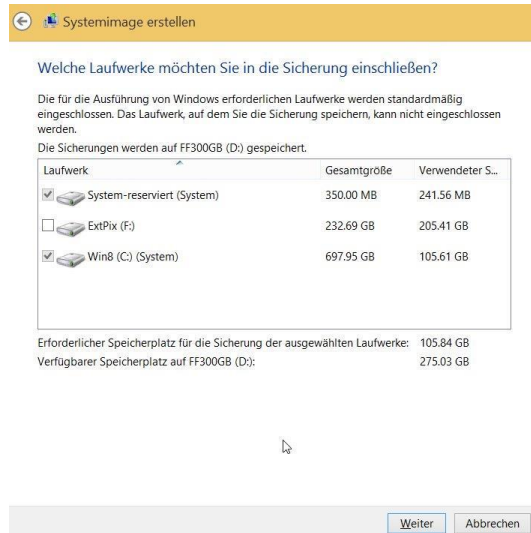 Systemimage erstellen
Welche Laufwerke möchten Sie in die Sicherung einschließen?
Die für die Ausführung von Windows erforderlichen Laufwerke werden standardmäßig
eingeschlossen. Das Laufwerk, auf dem Sie die Sicherung speichern, kann nicht eingeschlossen
werden.
Die Sicherungen werden auf FF300GB (D:) gespeichert.
Laufwerk Gesamtgröße Verwendeter S...
System-reserviert (System) 350.00 MB 241.56 MB
ExtPix (F:) 232.69 GB 205.41 GB
Win8 (C:) (System) 697.95 GB 105.61 GB
Erforderlicher Speicherplatz für die Sicherung der ausgewählten Laufwerke: 105.84 GB
Verfügbarer Speicherplatz auf FF300GB (D:): 275.03 GB
Weiter Abbrechen